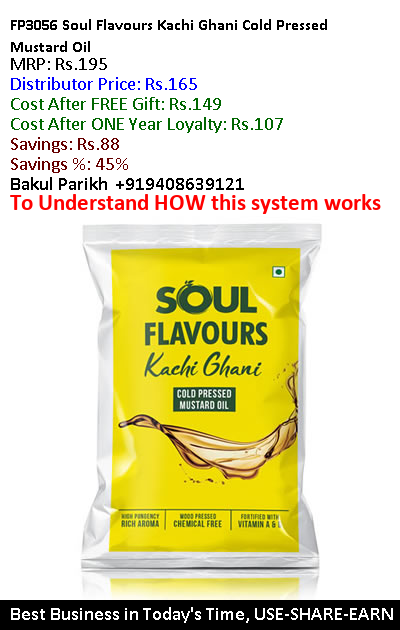 FP3056 Soul Flavours Kachi Ghani Cold Pressed
Mustard Oil
MRP: Rs.195
Distributor Price: Rs.165
Cost After FREE Gift: Rs.149
Cost After ONE Year Loyalty: Rs.107
Savings: Rs.88
Savings %: 45%
Bakul Parikh +919408639121
To Understand HOW this system works
SOUL
FLAVOURS
Kachi Ghani
COLD PRESSED
MUSTARD OIL
HIGH PUNGENCY
RICH AROMA
WOOD PRESSED
CHEMICAL FREE
FORTIFIED WITH
VITAMIN A &
Best Business in Today's Time, USE-SHARE-EARN